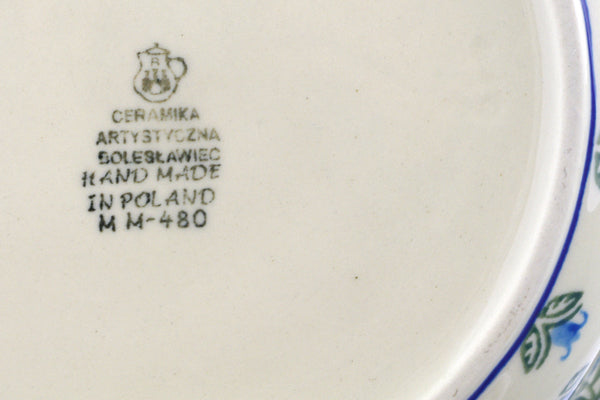 CERAMIKA
ARTYSTYCZNA
BOLESŁAWIEC
HAND MADE
IN POLAND
M M-480